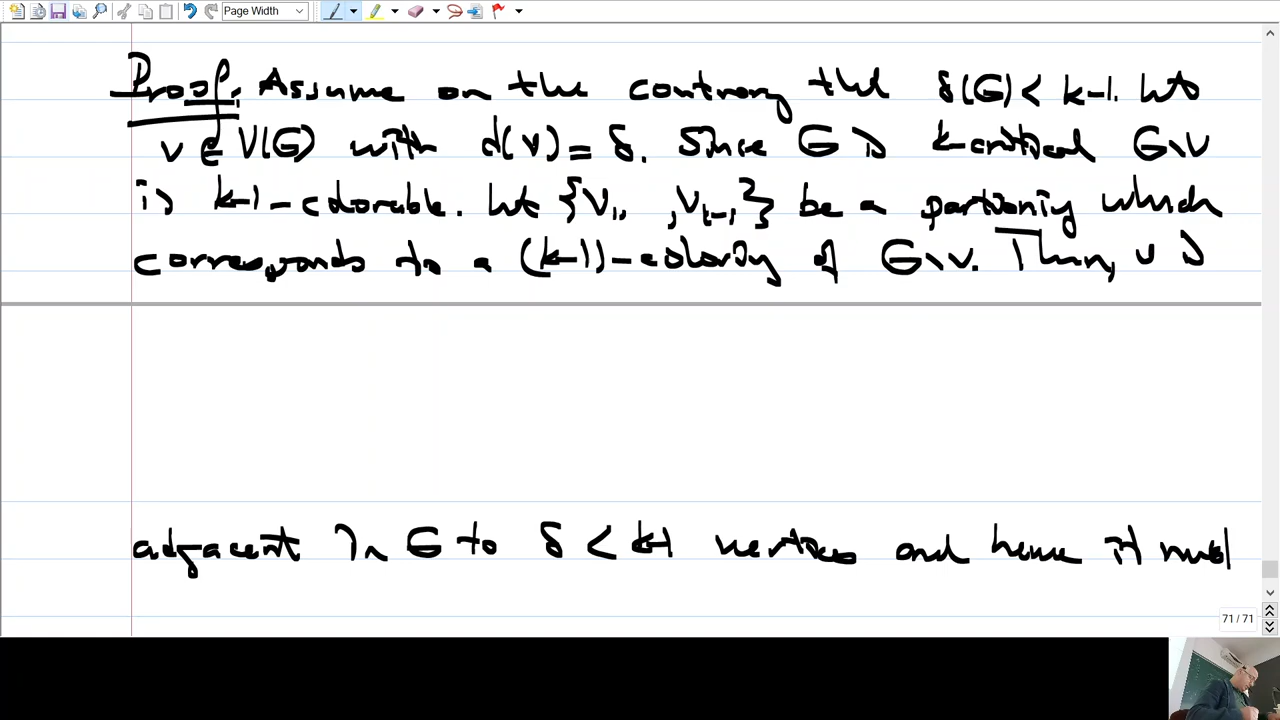 Page Width
Proof. Assume on the contrary that δ(G) < k-1. Let
v ∈ V(G) with d(v) = δ. Since G is k-critical G\v
is k-1-colorable. Let {V1, , Vk-1} be a partioniy which
corresponds to a (k-1)-coloring of G\v. Then, v is
adjacent in G to δ < k-1 vertices and hence it must
71 / 71